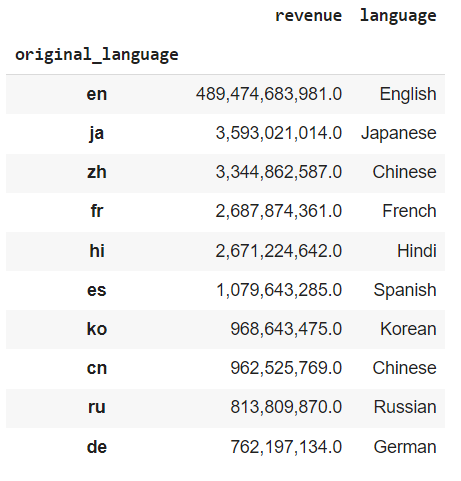 revenue language
original_language
en 489,474,683,981.0 English
ja 3,593,021,014.0 Japanese
zh 3,344,862,587.0 Chinese
fr 2,687,874,361.0 French
hi 2,671,224,642.0 Hindi
es 1,079,643,285.0 Spanish
ko 968,643,475.0 Korean
cn 962,525,769.0 Chinese
ru 813,809,870.0 Russian
de 762,197,134.0 German